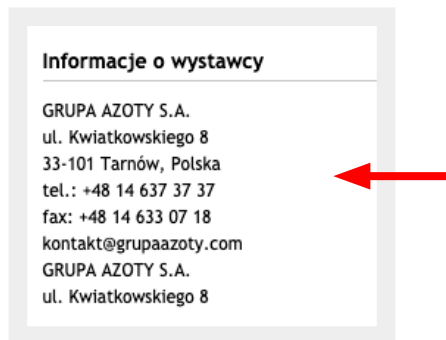 Informacje o wystawcy
GRUPA AZOTY S.A.
ul. Kwiatkowskiego 8
33-101 Tarnów, Polska
tel.: +48 14 637 37 37
fax: +48 14 633 07 18
kontakt@grupaazoty.com
GRUPA AZOTY S.A.
ul. Kwiatkowskiego 8